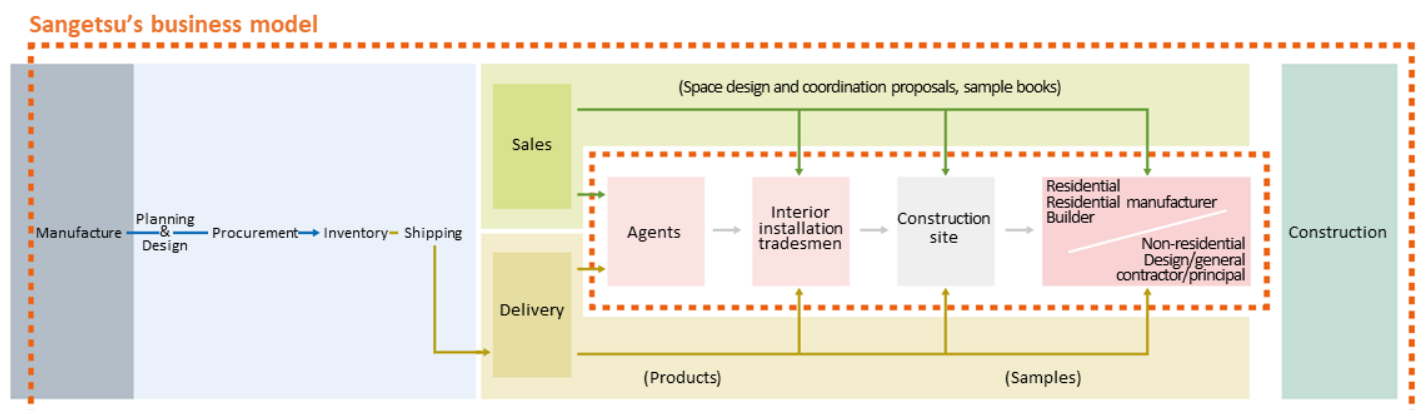 Sangetsu’s business model
(Space design and coordination proposals, sample books)
Sales
Manufacture
Planning
&
Design
Procurement
Inventory
Shipping
Delivery
Agents
Interior
installation
tradesmen
Construction
site
Residential
Residential manufacturer
Builder
Non-residential
Design/general
contractor/principal
Construction
(Products)
(Samples)